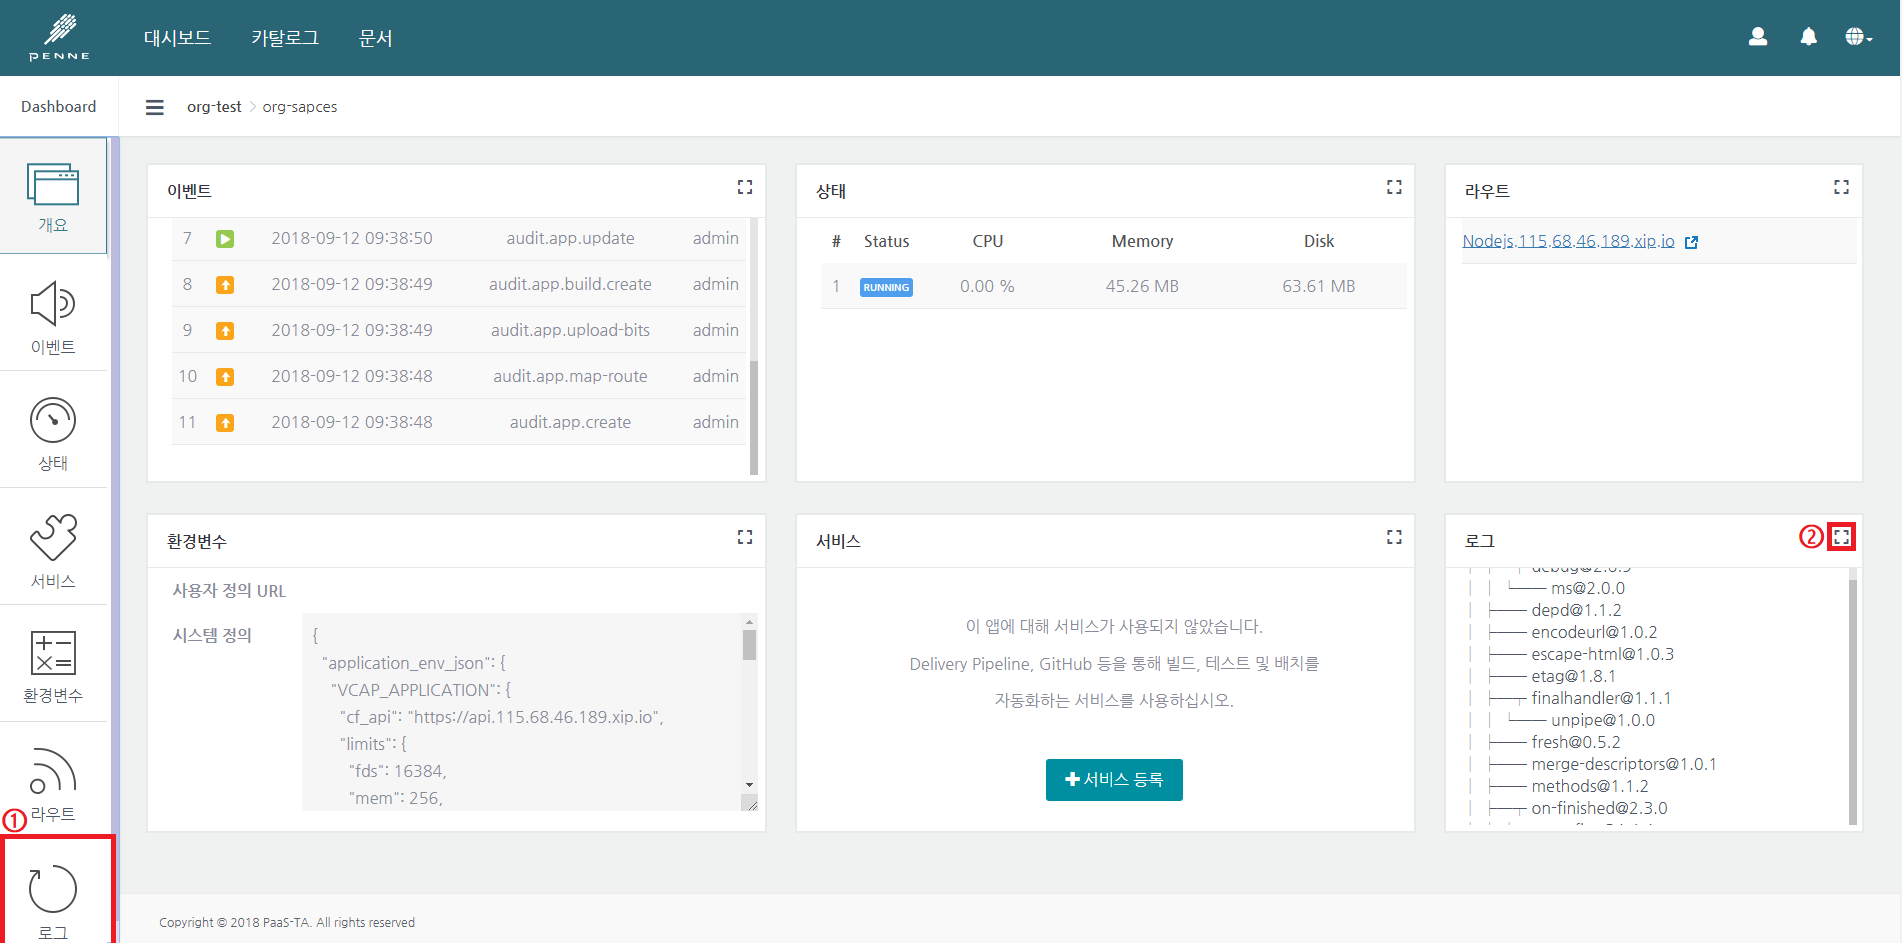 PENNE
대시보드 카탈로그 문서
Dashboard
org-test > org-sapces
개요
이벤트
상태
서비스
환경변수
라우트
①
로그
이벤트
7 2018-09-12 09:38:50 audit.app.update admin
8 2018-09-12 09:38:49 audit.app.build.create admin
9 2018-09-12 09:38:49 audit.app.upload-bits admin
10 2018-09-12 09:38:48 audit.app.map-route admin
11 2018-09-12 09:38:48 audit.app.create admin
상태
# Status CPU Memory Disk
1 RUNNING 0.00 % 45.26 MB 63.61 MB
라우트
Nodejs.115.68.46.189.xip.io
환경변수
사용자 정의 URL
시스템 정의
{
"application_env_json": {
"VCAP_APPLICATION": {
"cf_api": "https://api.115.68.46.189.xip.io",
"limits": {
"fds": 16384,
"mem": 256,
서비스
이 앱에 대해 서비스가 사용되지 않았습니다.
Delivery Pipeline, GitHub 등을 통해 빌드, 테스트 및 배치를
자동화하는 서비스를 사용하십시오.
서비스 등록
로그
②
│ ├── ms@2.0.0
├── depd@1.1.2
├── encodeurl@1.0.2
├── escape-html@1.0.3
├── etag@1.8.1
├─┬ finalhandler@1.1.1
│ └── unpipe@1.0.0
├── fresh@0.5.2
├── merge-descriptors@1.0.1
├── methods@1.1.2
├─┬ on-finished@2.3.0
Copyright © 2018 PaaS-TA. All rights reserved